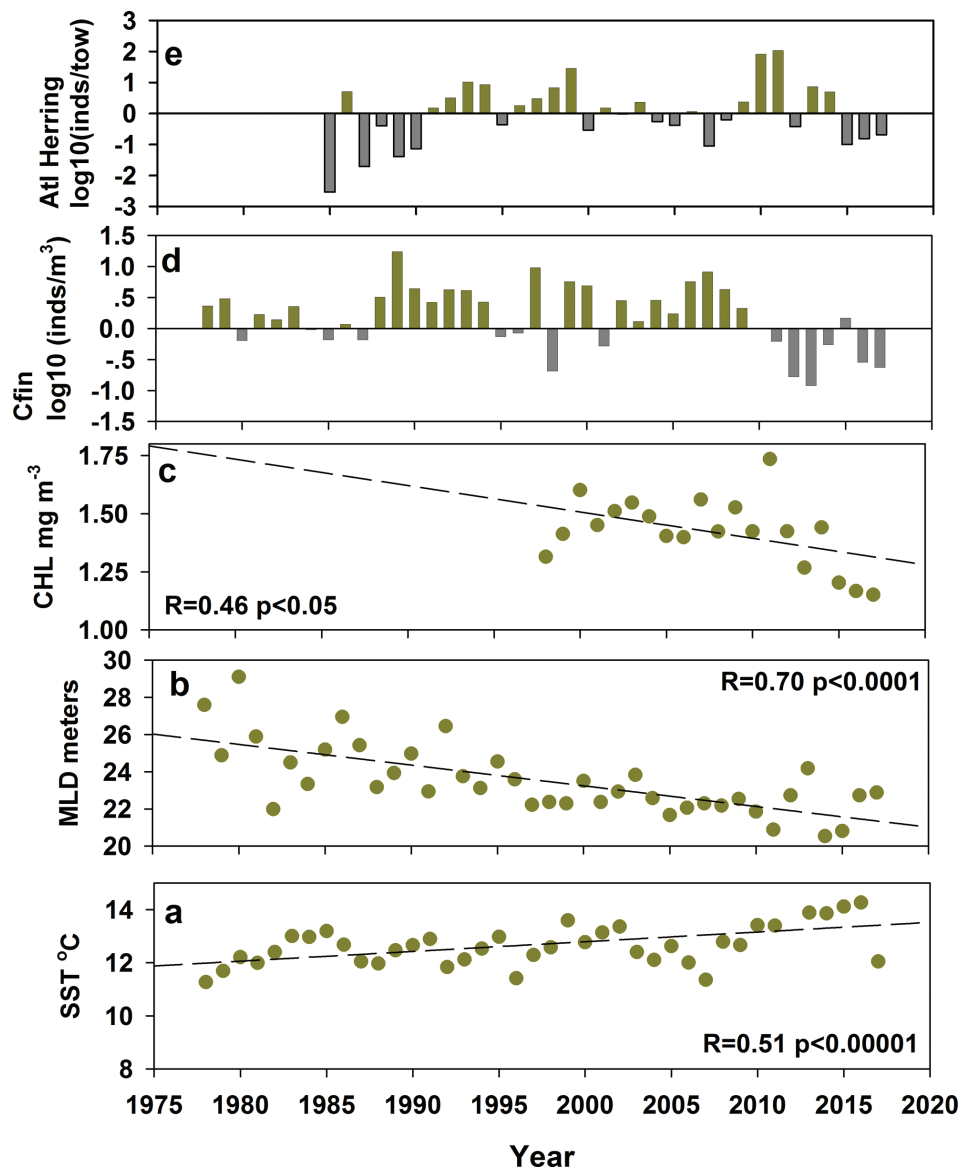 e
Atl Herring
log10(inds/tow)
3
2
1
0
-1
-2
-3
d
Cfin
log10 (inds/m³)
1.5
1.0
.5
0.0
-.5
-1.0
-1.5
c
CHL mg m⁻³
1.75
1.50
1.25
1.00
R=0.46 p<0.05
b
MLD meters
30
28
26
24
22
20
R=0.70 p<0.0001
a
SST ºC
14
12
10
8
R=0.51 p<0.00001
1975 1980 1985 1990 1995 2000 2005 2010 2015 2020
Year